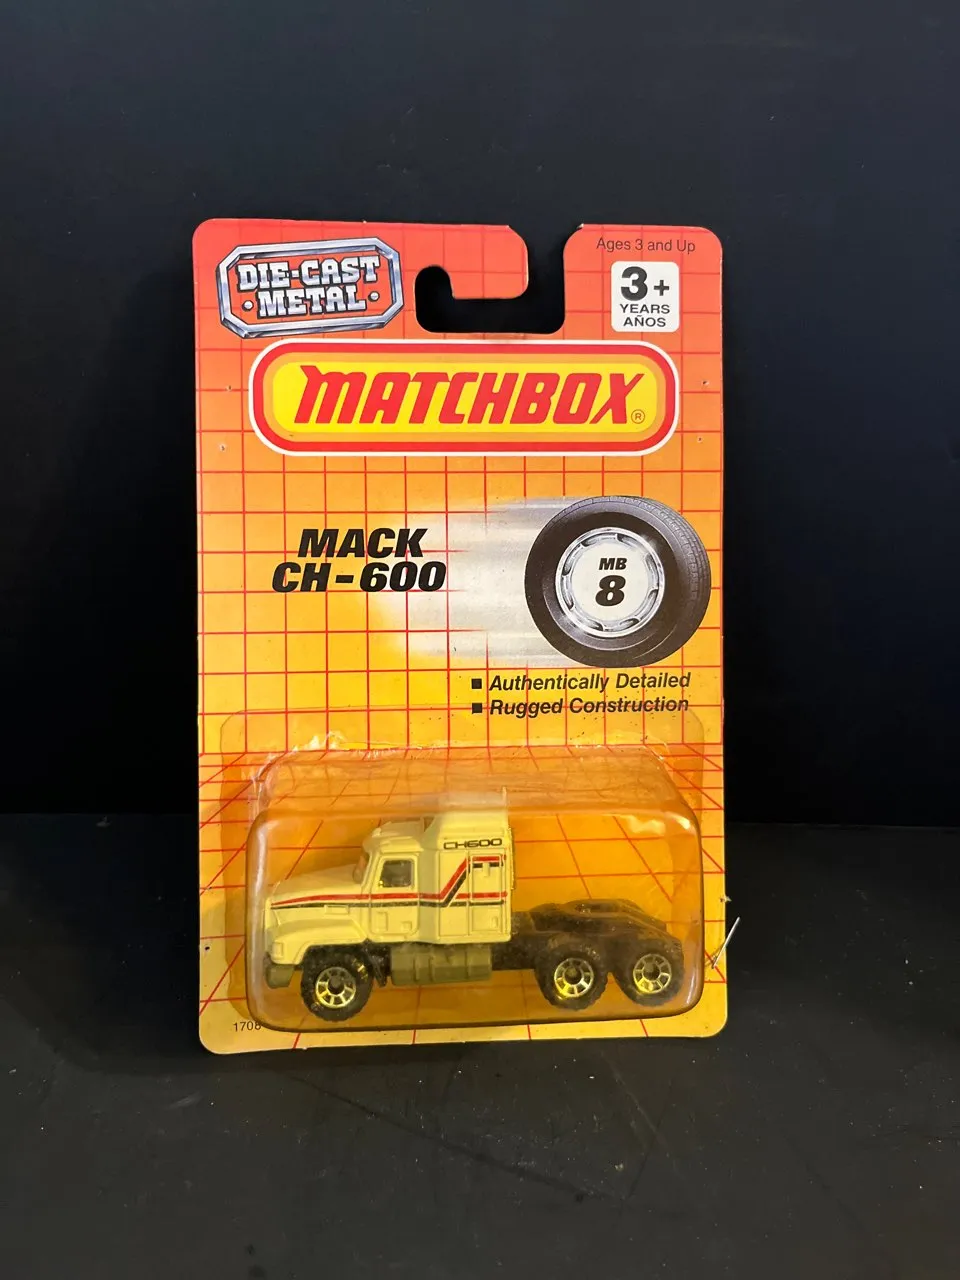 Ages 3 and Up
DIE-CAST
METAL
3+
YEARS
AÑOS
MATCHBOX®
MACK
CH-600
MB
8
■ Authentically Detailed
■ Rugged Construction
CH600
1706